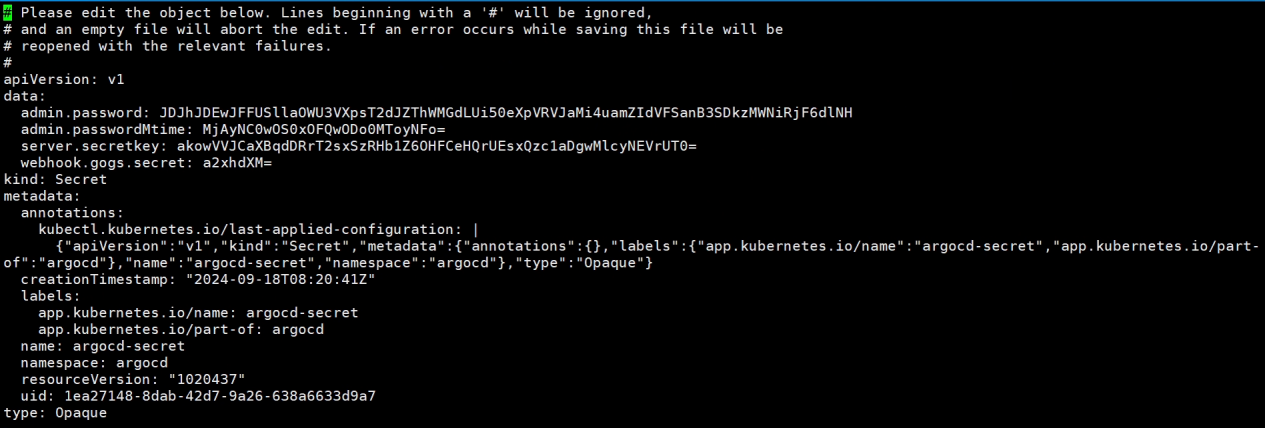 # Please edit the object below. Lines beginning with a '#' will be ignored,
# and an empty file will abort the edit. If an error occurs while saving this file will be
# reopened with the relevant failures.
#
apiVersion: v1
data:
  admin.password: JDJhJDEwJFFUSllaOWU3VXpsT2dJZThWMGdLUi50eXpVRVJaMi4uamZIdVFSanB3SDkzMWNiRjF6dlNH
  admin.passwordMtime: MjAyNC0wOS0xOFQwODo0MToyNFo=
  server.secretkey: akowVVJCaXBqdDRrT2sxSzRHb1Z6OHFCeHQrUEsxQzc1aDgwMlcyNEVrUT0=
  webhook.gogs.secret: a2xhdXM=
kind: Secret
metadata:
  annotations:
    kubectl.kubernetes.io/last-applied-configuration: |
      {"apiVersion":"v1","kind":"Secret","metadata":{"annotations":{},"labels":{"app.kubernetes.io/name":"argocd-secret","app.kubernetes.io/part-
of":"argocd"},"name":"argocd-secret","namespace":"argocd"},"type":"Opaque"}
  creationTimestamp: "2024-09-18T08:20:41Z"
  labels:
    app.kubernetes.io/name: argocd-secret
    app.kubernetes.io/part-of: argocd
  name: argocd-secret
  namespace: argocd
  resourceVersion: "1020437"
  uid: 1ea27148-8dab-42d7-9a26-638a6633d9a7
type: Opaque